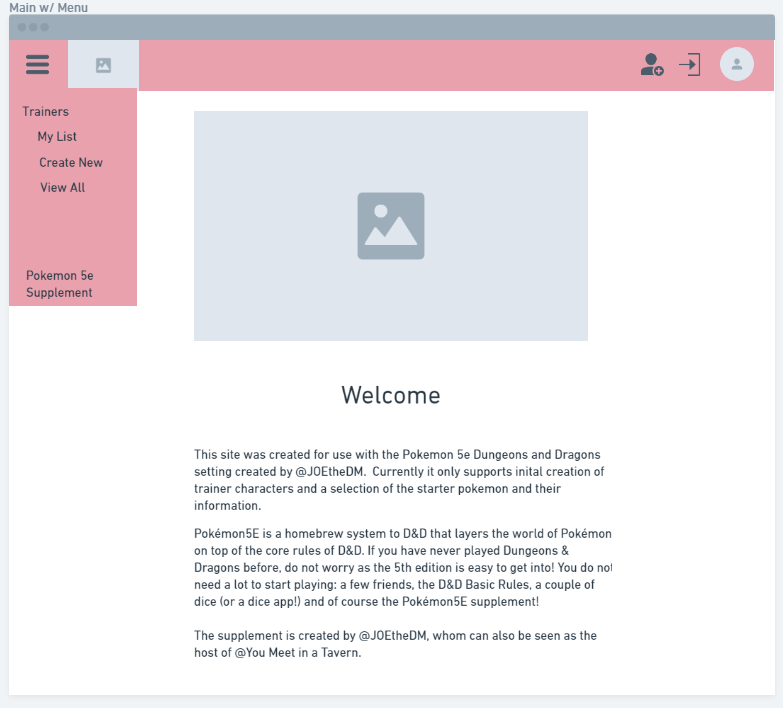 Main w/ Menu
Trainers
My List
Create New
View All
Pokemon 5e
Supplement
Welcome
This site was created for use with the Pokemon 5e Dungeons and Dragons
setting created by @JOEtheDM. Currently it only supports inital creation of
trainer characters and a selection of the starter pokemon and their
information.
Pokémon5E is a homebrew system to D&D that layers the world of Pokémon
on top of the core rules of D&D. If you have never played Dungeons &
Dragons before, do not worry as the 5th edition is easy to get into! You do not
need a lot to start playing: a few friends, the D&D Basic Rules, a couple of
dice (or a dice app!) and of course the Pokémon5E supplement!
The supplement is created by @JOEtheDM, whom can also be seen as the
host of @You Meet in a Tavern.